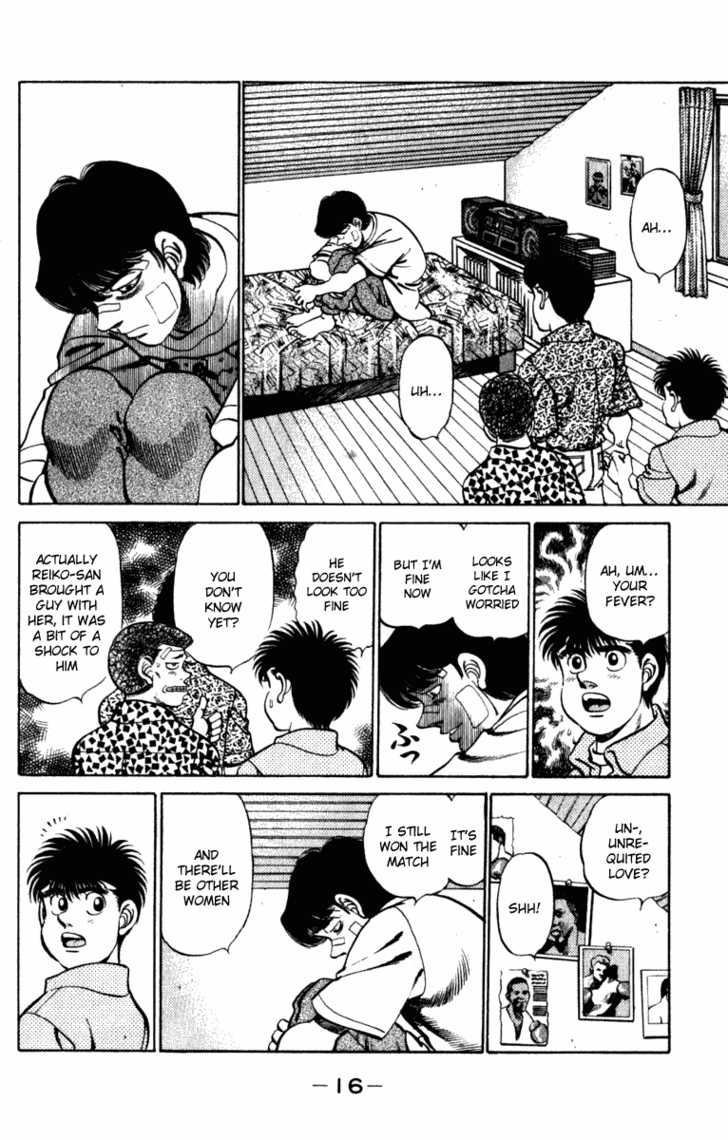 AH...
UH...
AH, UM...
YOUR
FEVER?
LOOKS
LIKE I
GOTCHA
WORRIED
BUT I'M
FINE
NOW
ふっ
HE
DOESN'T
LOOK TOO
FINE
YOU
DON'T
KNOW
YET?
ACTUALLY
REIKO-SAN
BROUGHT A
GUY WITH
HER, IT WAS
A BIT OF A
SHOCK TO
HIM
UN-,
UNRE-
QUITED
LOVE?
SHH!
IT'S
FINE
I STILL
WON THE
MATCH
AND
THERE'LL
BE OTHER
WOMEN
—16—